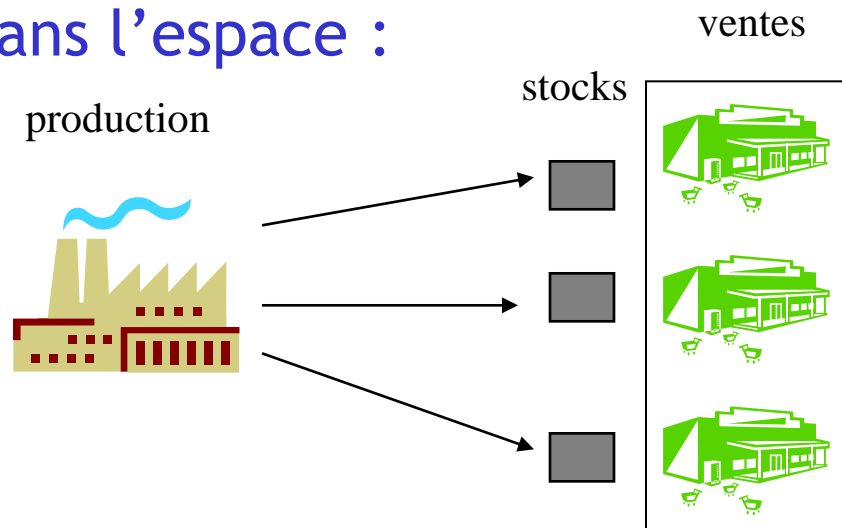 ans l’espace :
ventes
stocks
production